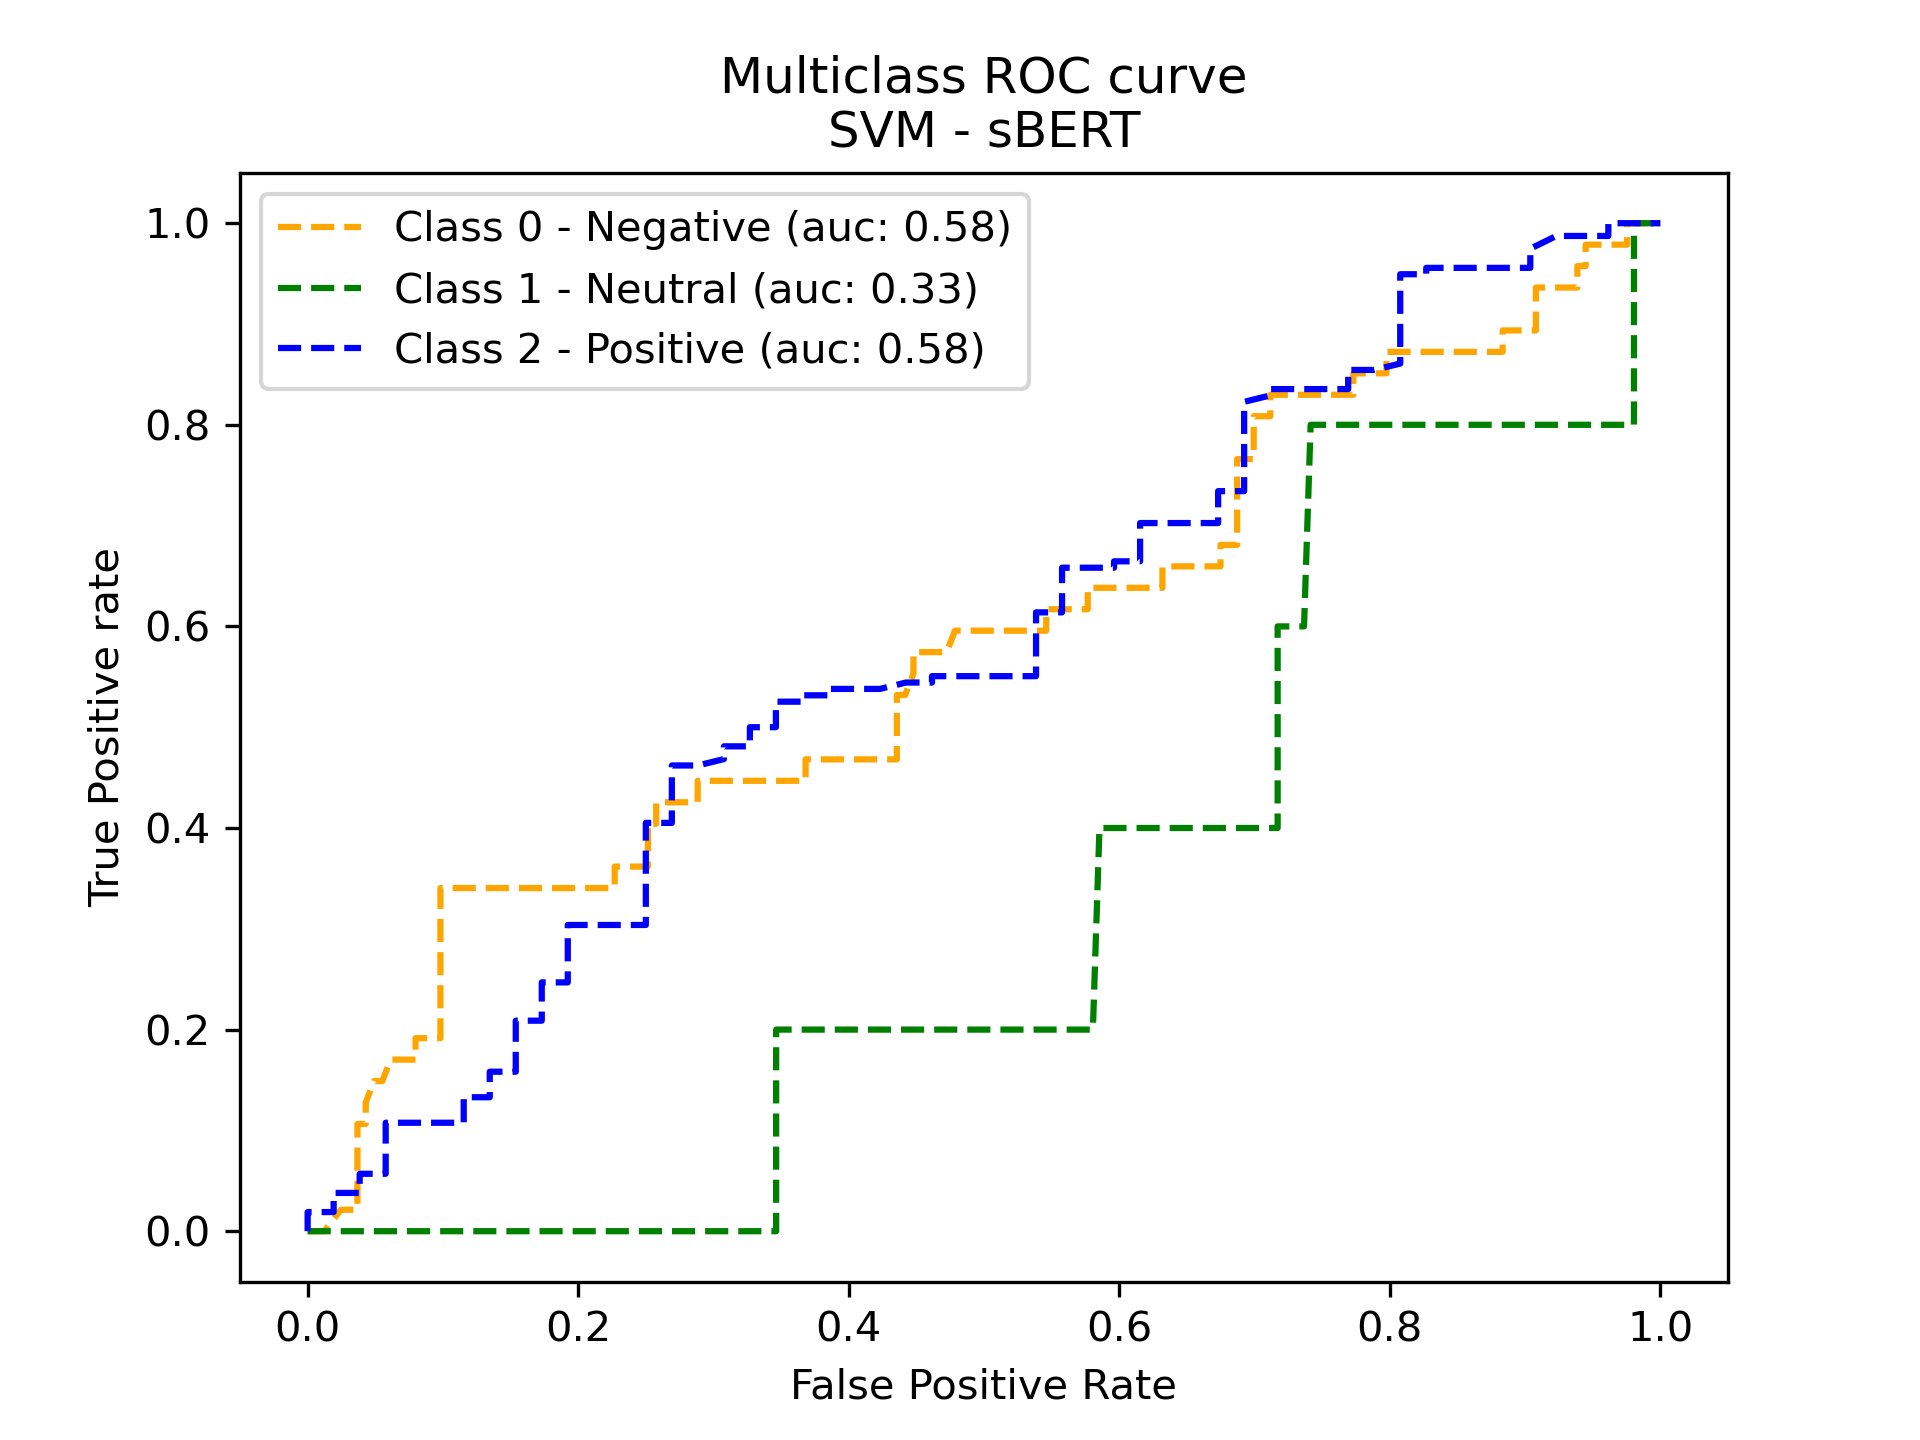 Multiclass ROC curve
SVM - sBERT
Class 0 - Negative (auc: 0.58)
Class 1 - Neutral (auc: 0.33)
Class 2 - Positive (auc: 0.58)
True Positive rate
1.0
0.8
0.6
0.4
0.2
0.0
0.0 0.2 0.4 0.6 0.8 1.0
False Positive Rate